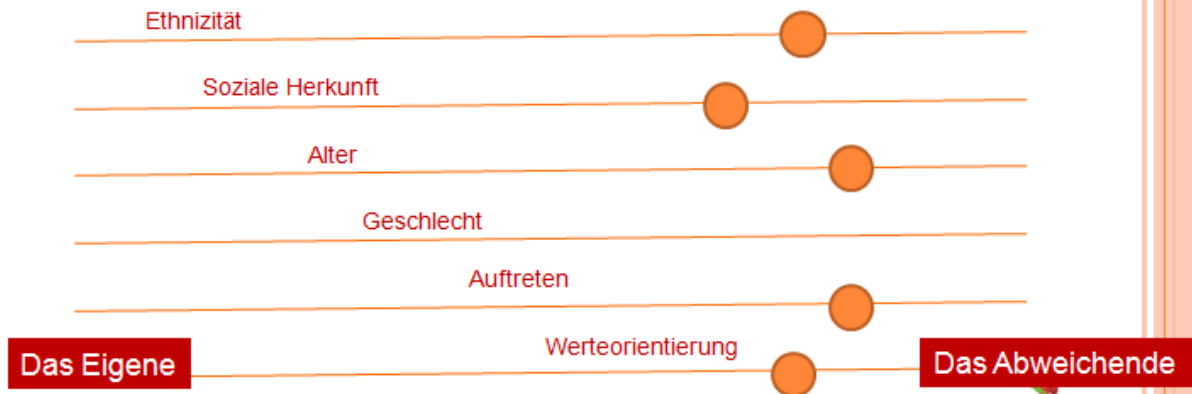 Ethnizität
Soziale Herkunft
Alter
Geschlecht
Auftreten
Werteorientierung
Das Eigene
Das Abweichende